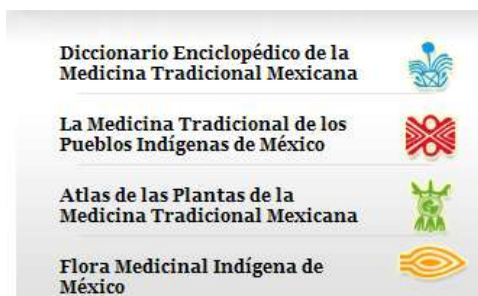 Diccionario Enciclopédico de la
Medicina Tradicional Mexicana
La Medicina Tradicional de los
Pueblos Indígenas de México
Atlas de las Plantas de la
Medicina Tradicional Mexicana
Flora Medicinal Indígena de
México